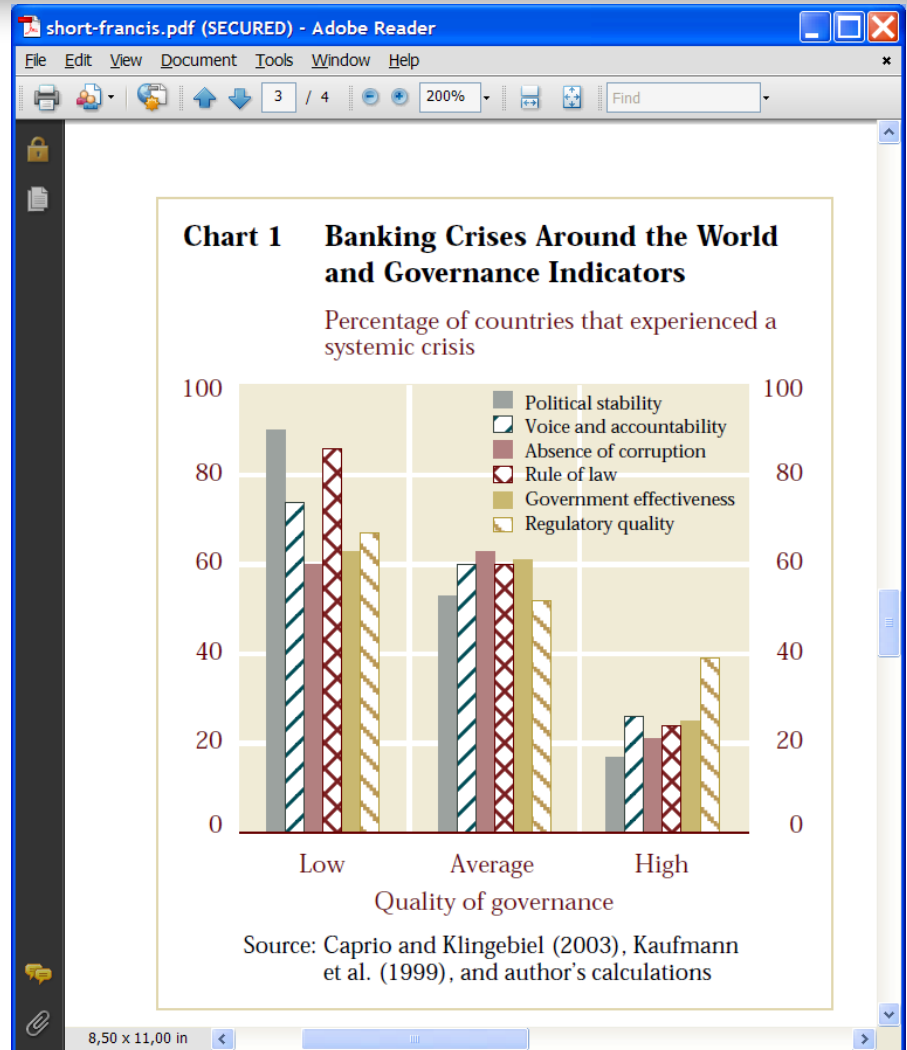 short-francis.pdf (SECURED) - Adobe Reader
File Edit View Document Tools Window Help
3 / 4 200% Find
Chart 1 Banking Crises Around the World
and Governance Indicators
Percentage of countries that experienced a
systemic crisis
100 100
Political stability
Voice and accountability
Absence of corruption
80 Rule of law 80
Government effectiveness
Regulatory quality
60 60
40 40
20 20
0 0
Low Average High
Quality of governance
Source: Caprio and Klingebiel (2003), Kaufmann
et al. (1999), and author's calculations
8,50 x 11,00 in